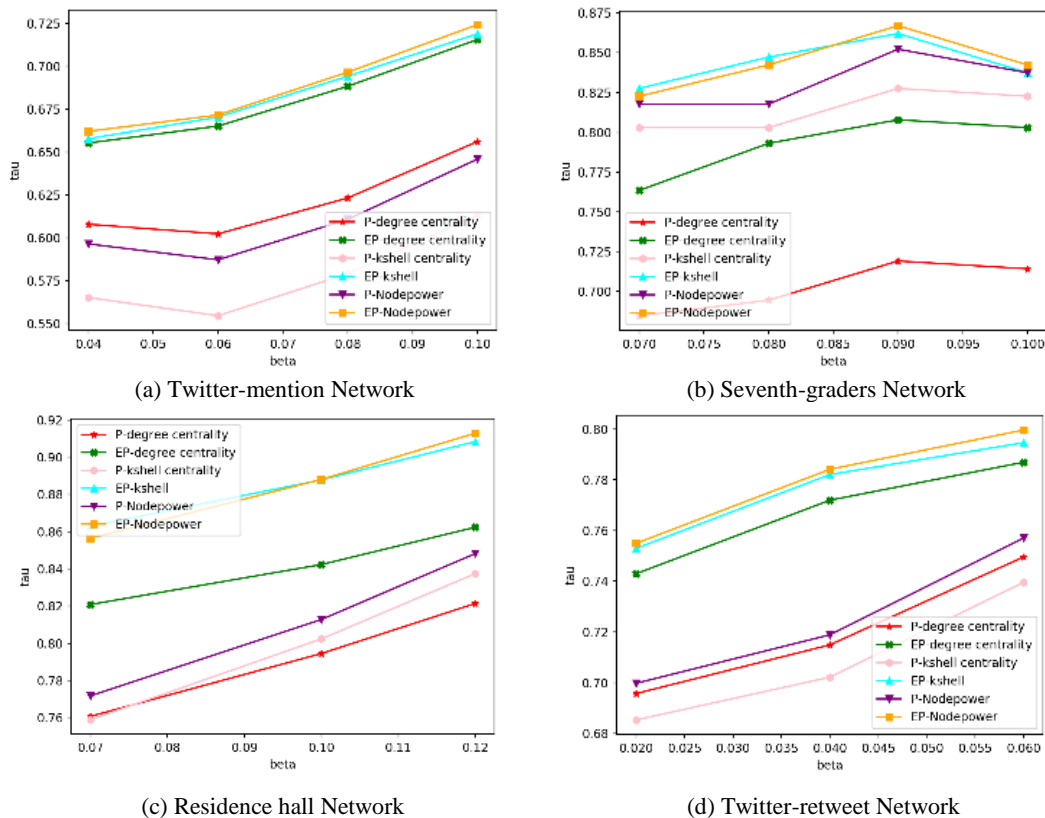 0.725
0.700
0.675
0.650
0.625
0.600
0.575
0.550
tau
P-degree centrality
EP-degree centrality
P-kshell centrality
EP-kshell
P-Nodepower
EP-Nodepower
0.04 0.05 0.06 0.07 0.08 0.09 0.10
beta
(a) Twitter-mention Network
0.875
0.850
0.825
0.800
0.775
0.750
0.725
0.700
tau
P-degree centrality
EP-degree centrality
P-kshell centrality
EP-kshell
P-Nodepower
EP-Nodepower
0.070 0.075 0.080 0.085 0.090 0.095 0.100
beta
(b) Seventh-graders Network
0.92
0.90
0.88
0.86
0.84
0.82
0.80
0.78
0.76
tau
P-degree centrality
EP-degree centrality
P-kshell centrality
EP-kshell
P-Nodepower
EP-Nodepower
0.07 0.08 0.09 0.10 0.11 0.12
beta
(c) Residence hall Network
0.80
0.78
0.76
0.74
0.72
0.70
0.68
tau
P-degree centrality
EP-degree centrality
P-kshell centrality
EP-kshell
P-Nodepower
EP-Nodepower
0.020 0.025 0.030 0.035 0.040 0.045 0.050 0.055 0.060
beta
(d) Twitter-retweet Network